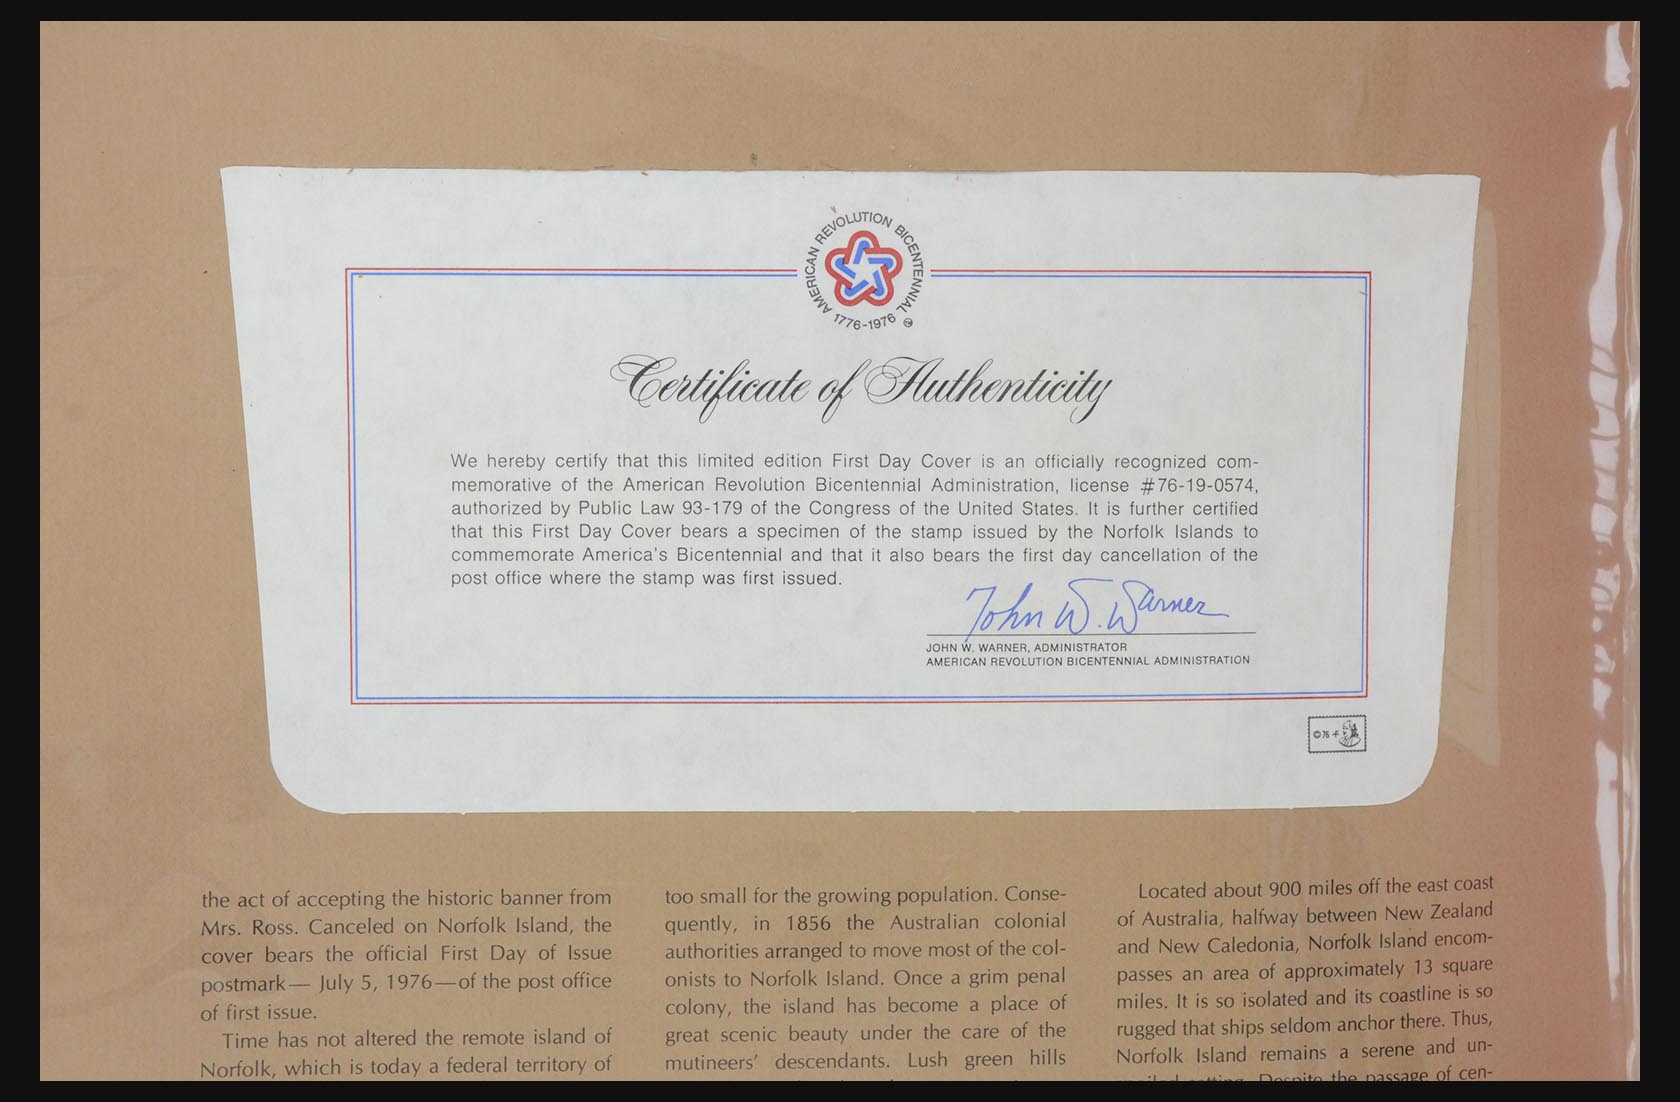 AMERICAN REVOLUTION BICENTENNIAL
1776-1976
Certificate of Authenticity
We hereby certify that this limited edition First Day Cover is an officially recognized com-
memorative of the American Revolution Bicentennial Administration, license #76-19-0574,
authorized by Public Law 93-179 of the Congress of the United States. It is further certified
that this First Day Cover bears a specimen of the stamp issued by the Norfolk Islands to
commemorate America's Bicentennial and that it also bears the first day cancellation of the
post office where the stamp was first issued.
John W. Warner
JOHN W. WARNER, ADMINISTRATOR
AMERICAN REVOLUTION BICENTENNIAL ADMINISTRATION
©76
the act of accepting the historic banner from
Mrs. Ross. Canceled on Norfolk Island, the
cover bears the official First Day of Issue
postmark— July 5, 1976—of the post office
of first issue.
Time has not altered the remote island of
Norfolk, which is today a federal territory of
too small for the growing population. Conse-
quently, in 1856 the Australian colonial
authorities arranged to move most of the col-
onists to Norfolk Island. Once a grim penal
colony, the island has become a place of
great scenic beauty under the care of the
mutineers' descendants. Lush green hills
Located about 900 miles off the east coast
of Australia, halfway between New Zealand
and New Caledonia, Norfolk Island encom-
passes an area of approximately 13 square
miles. It is so isolated and its coastline is so
rugged that ships seldom anchor there. Thus,
Norfolk Island remains a serene and un-
setting. Despite the passage of cen-